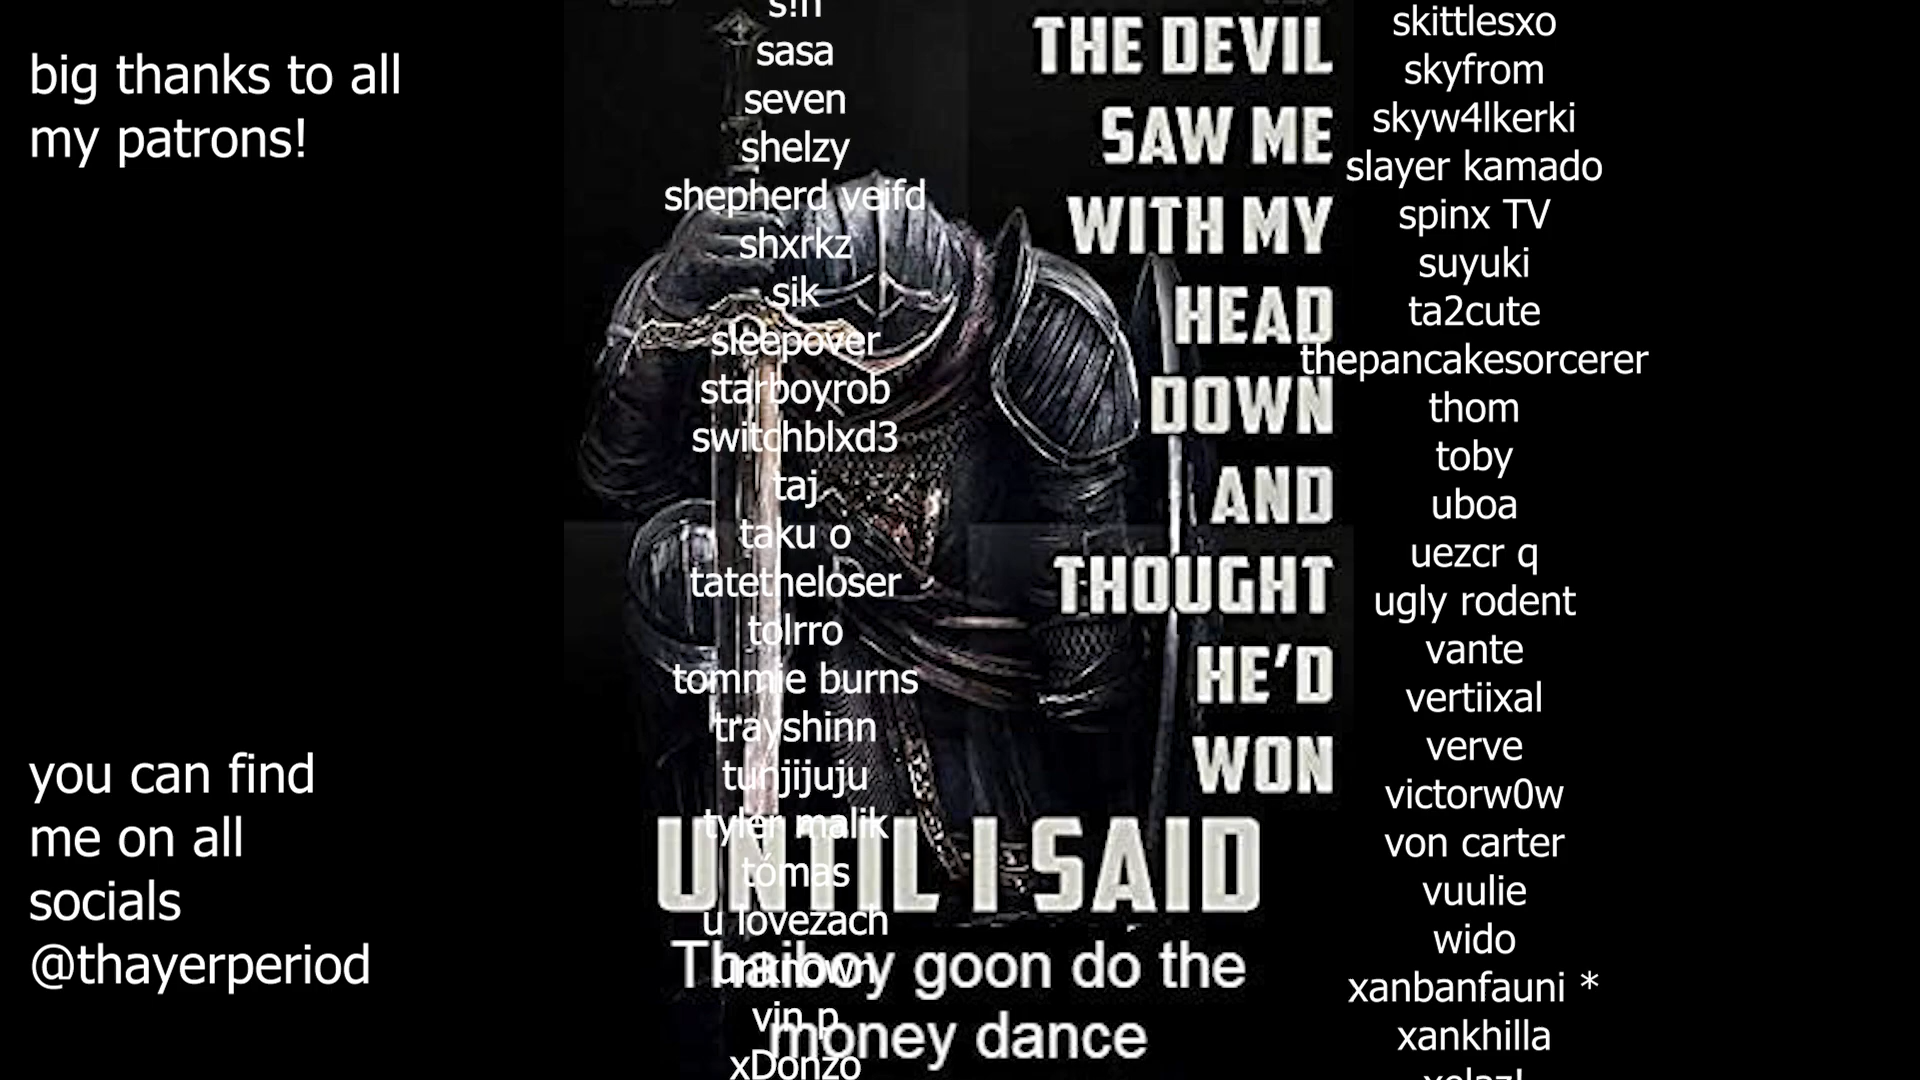 big thanks to all
my patrons!
you can find
me on all
socials
@thayerperiod
s!n
sasa
seven
shelzy
shepherd veifd
shxrkz
sik
sleepover
starboyrob
switchblxd3
taj
taku o
tatetheloser
tolrro
tommie burns
trayshinn
tunjijuju
tyler malik
tómas
u lovezach
unknown
vin p
xDonzo
THE DEVIL
SAW ME
WITH MY
HEAD
DOWN
AND
THOUGHT
HE'D
WON
UNTIL I SAID
Thaiboy goon do the
money dance
skittlesxo
skyfrom
skyw4lkerki
slayer kamado
spinx TV
suyuki
ta2cute
thepancakesorcerer
thom
toby
uboa
uezcr q
ugly rodent
vante
vertiixal
verve
victorw0w
von carter
vuulie
wido
xanbanfauni *
xankhilla